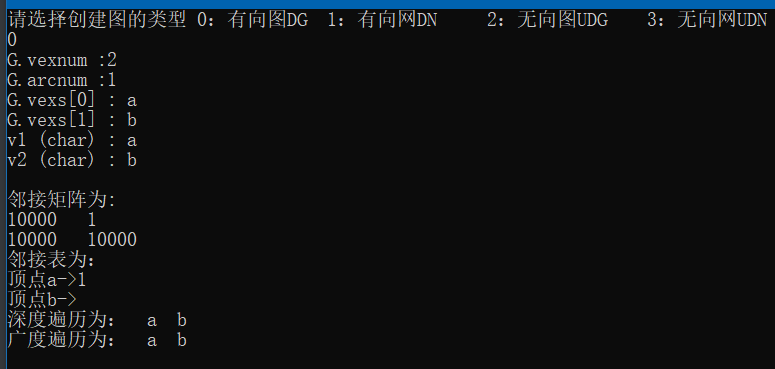 请选择创建图的类型 0：有向图DG 1：有向网DN 2：无向图UDG 3：无向网UDN
0
G.vexnum :2
G.arcnum :1
G.vexs[0] : a
G.vexs[1] : b
v1 (char) : a
v2 (char) : b
邻接矩阵为:
10000 1
10000 10000
邻接表为：
顶点a->1
顶点b->
深度遍历为： a b
广度遍历为： a b